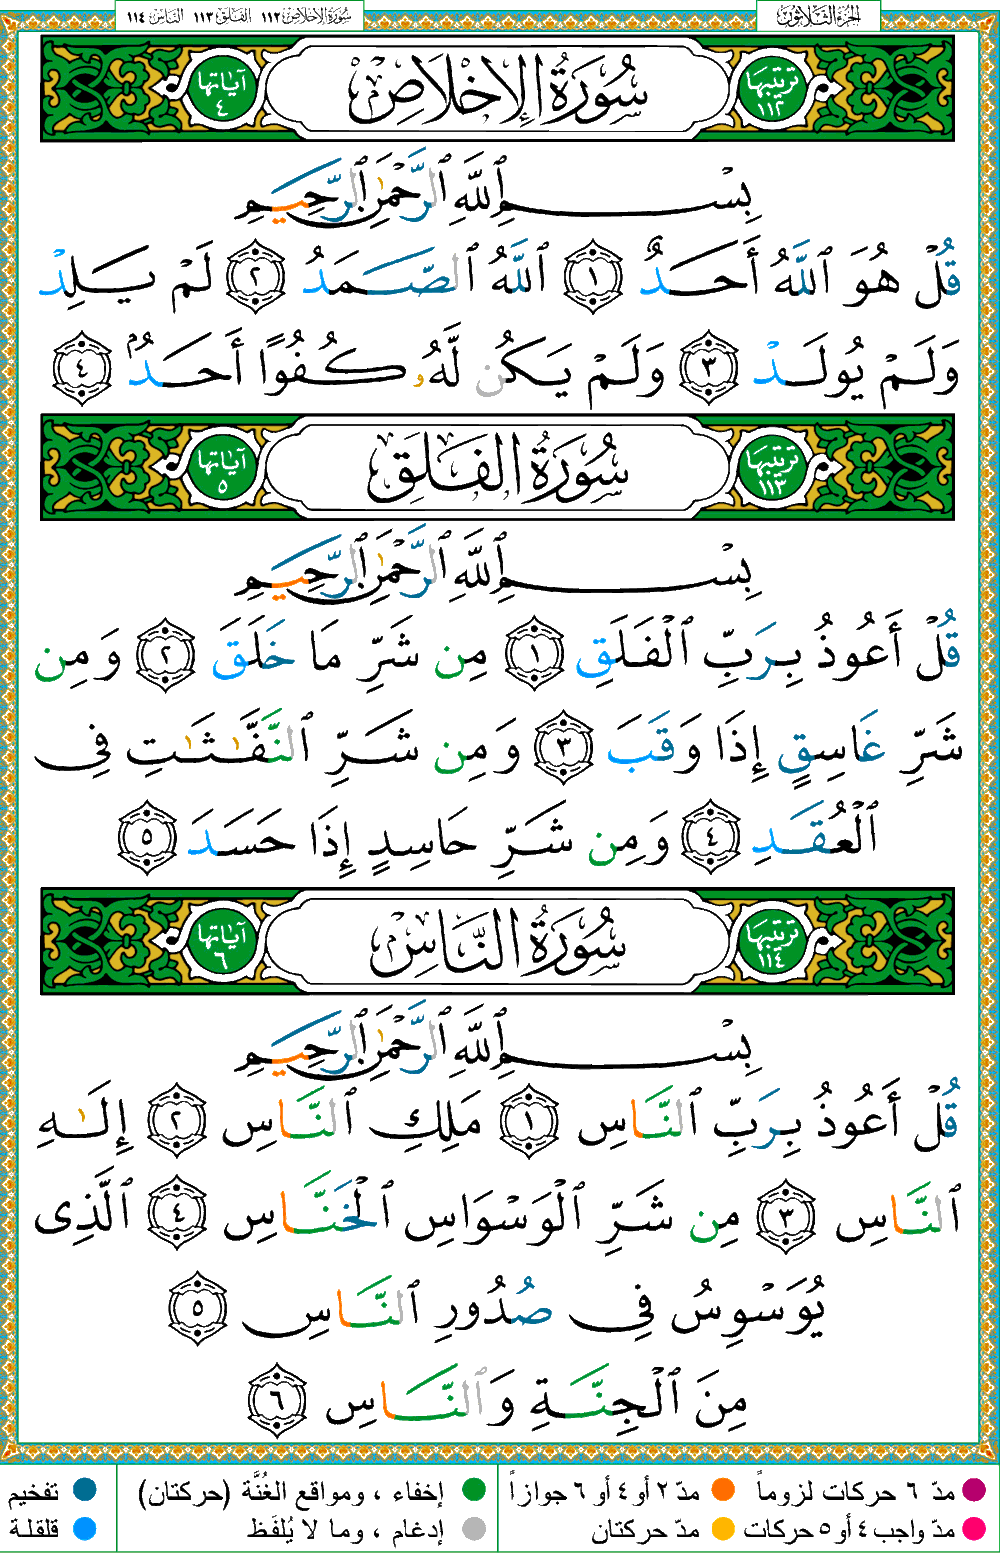 الجزء الثلاثون
سورة الإخلاص ١١٢ الفلق ١١٣ الناس ١١٤
ترتيبها ١١٢ سُورَةُ الإِخْلَاصِ آياتها ٤
بِسْمِ ٱللَّهِ ٱلرَّحْمَٰنِ ٱلرَّحِيمِ
قُلْ هُوَ ٱللَّهُ أَحَدٌ ١ ٱللَّهُ ٱلصَّمَدُ ٢ لَمْ يَلِدْ
وَلَمْ يُولَدْ ٣ وَلَمْ يَكُن لَّهُۥ كُفُوًا أَحَدٌۢ ٤
ترتيبها ١١٣ سُورَةُ الفَلَقِ آياتها ٥
بِسْمِ ٱللَّهِ ٱلرَّحْمَٰنِ ٱلرَّحِيمِ
قُلْ أَعُوذُ بِرَبِّ ٱلْفَلَقِ ١ مِن شَرِّ مَا خَلَقَ ٢ وَمِن
شَرِّ غَاسِقٍ إِذَا وَقَبَ ٣ وَمِن شَرِّ ٱلنَّفَّٰثَٰتِ فِى
ٱلْعُقَدِ ٤ وَمِن شَرِّ حَاسِدٍ إِذَا حَسَدَ ٥
ترتيبها ١١٤ سُورَةُ النَّاسِ آياتها ٦
بِسْمِ ٱللَّهِ ٱلرَّحْمَٰنِ ٱلرَّحِيمِ
قُلْ أَعُوذُ بِرَبِّ ٱلنَّاسِ ١ مَلِكِ ٱلنَّاسِ ٢ إِلَٰهِ
ٱلنَّاسِ ٣ مِن شَرِّ ٱلْوَسْوَاسِ ٱلْخَنَّاسِ ٤ ٱلَّذِى
يُوَسْوِسُ فِى صُدُورِ ٱلنَّاسِ ٥
مِنَ ٱلْجِنَّةِ وَٱلنَّاسِ ٦
مدّ ٦ حركات لزوماً مدّ ٢ أو ٤ أو ٦ جوازاً إخفاء، ومواقع الغُنَّة (حركتان) تفخيم
مدّ واجب ٤ أو ٥ حركات مدّ حركتان إدغام، وما لا يُلفَظ قلقلة